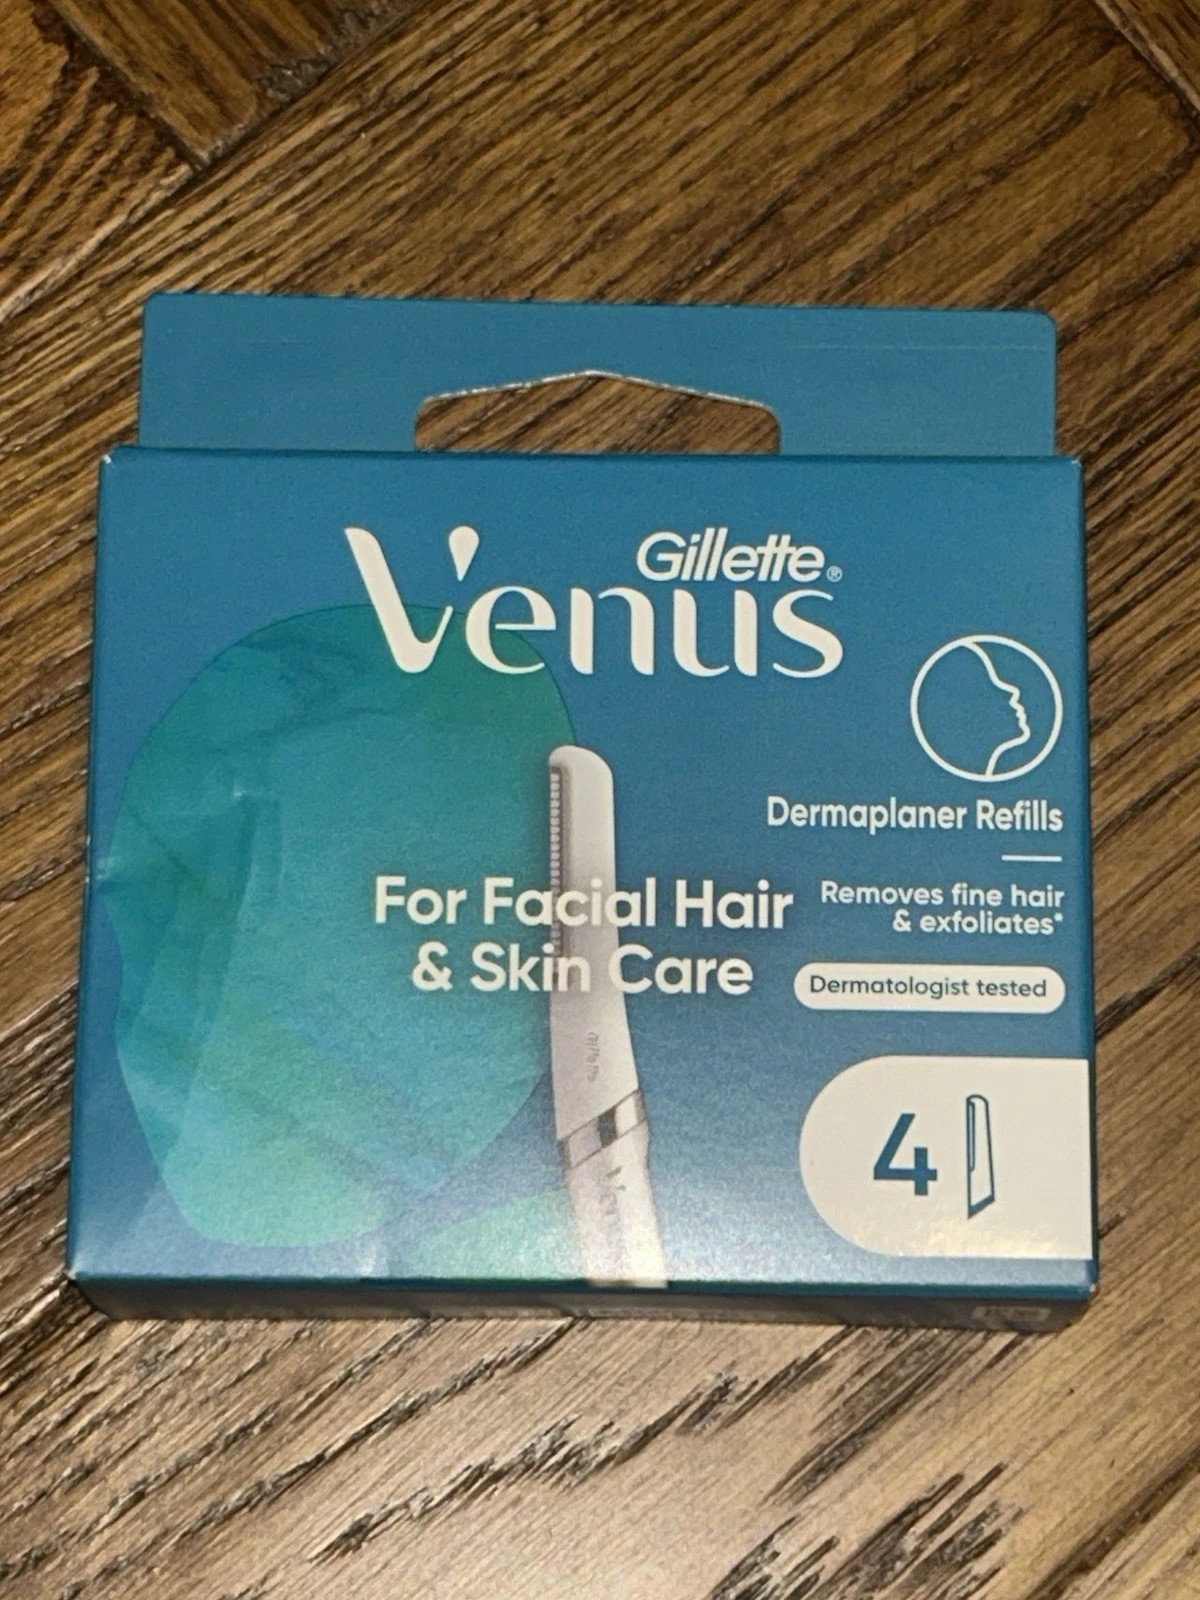 Gillette®
Venus
Dermaplaner Refills
For Facial Hair
& Skin Care
Removes fine hair
& exfoliates*
Dermatologist tested
4